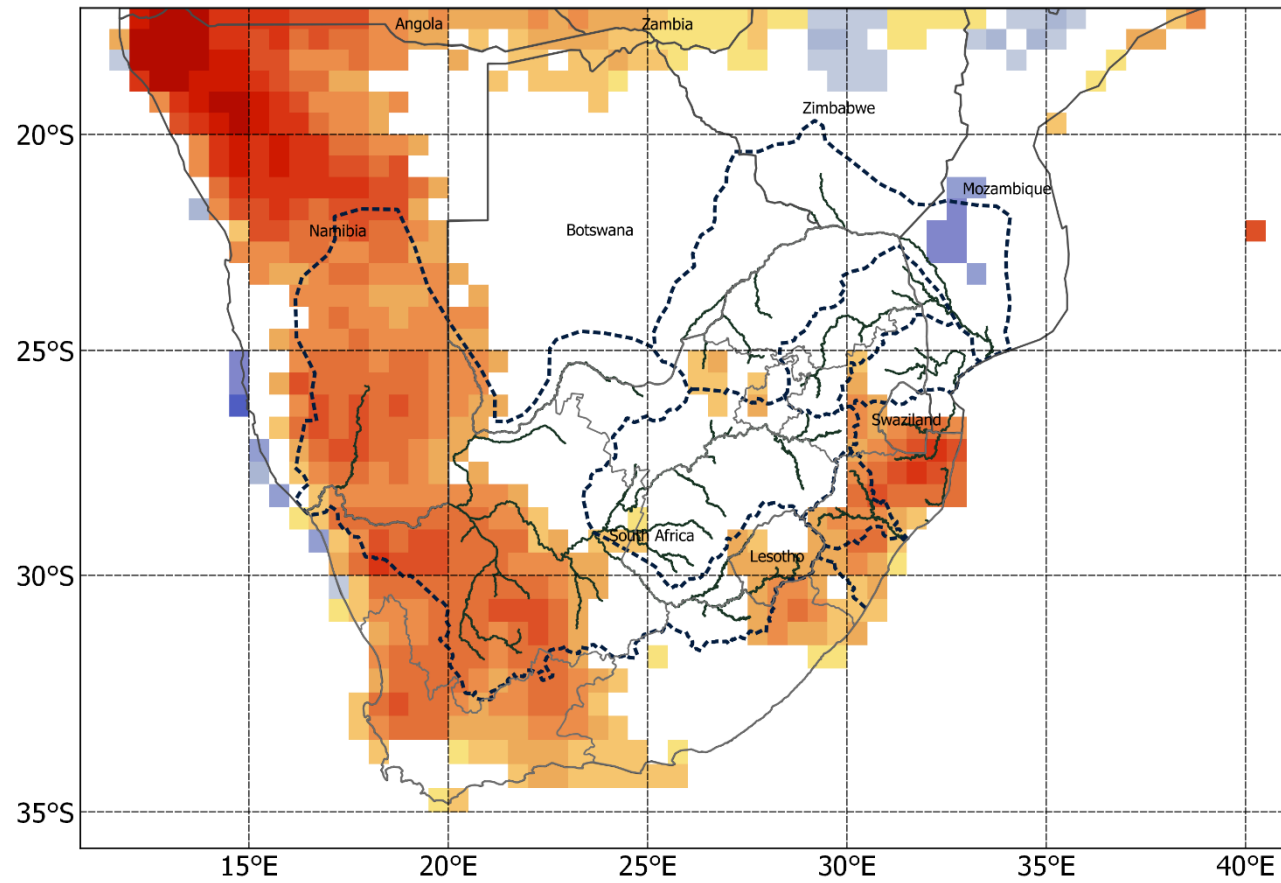 Angola
Zambia
Zimbabwe
20°S
Mozambique
Namibia
Botswana
25°S
Swaziland
South Africa
Lesotho
30°S
35°S
15°E
20°E
25°E
30°E
35°E
40°E